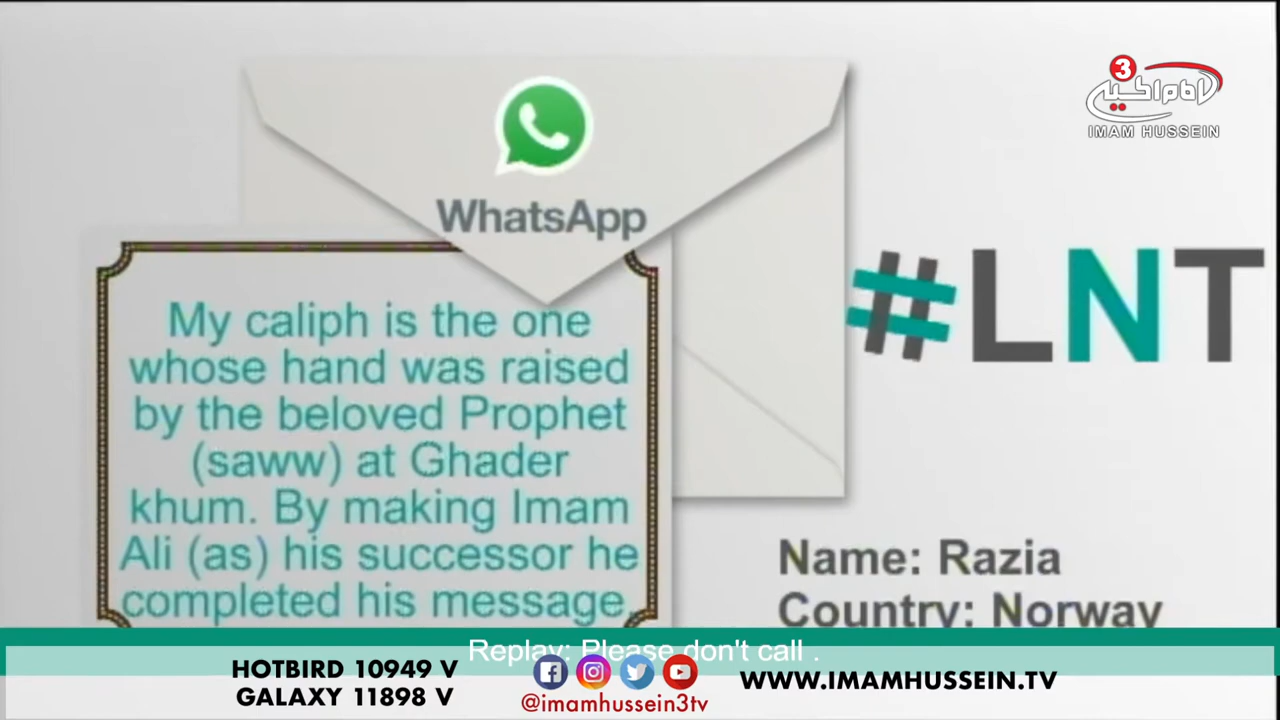 3
IMAM HUSSEIN
WhatsApp
#LNT
My caliph is the one
whose hand was raised
by the beloved Prophet
(saww) at Ghader
khum. By making Imam
Ali (as) his successor he
completed his message.
Name: Razia
Country: Norway
Replay: Please don't call .
HOTBIRD 10949 V
GALAXY 11898 V
@imamhussein3tv
WWW.IMAMHUSSEIN.TV